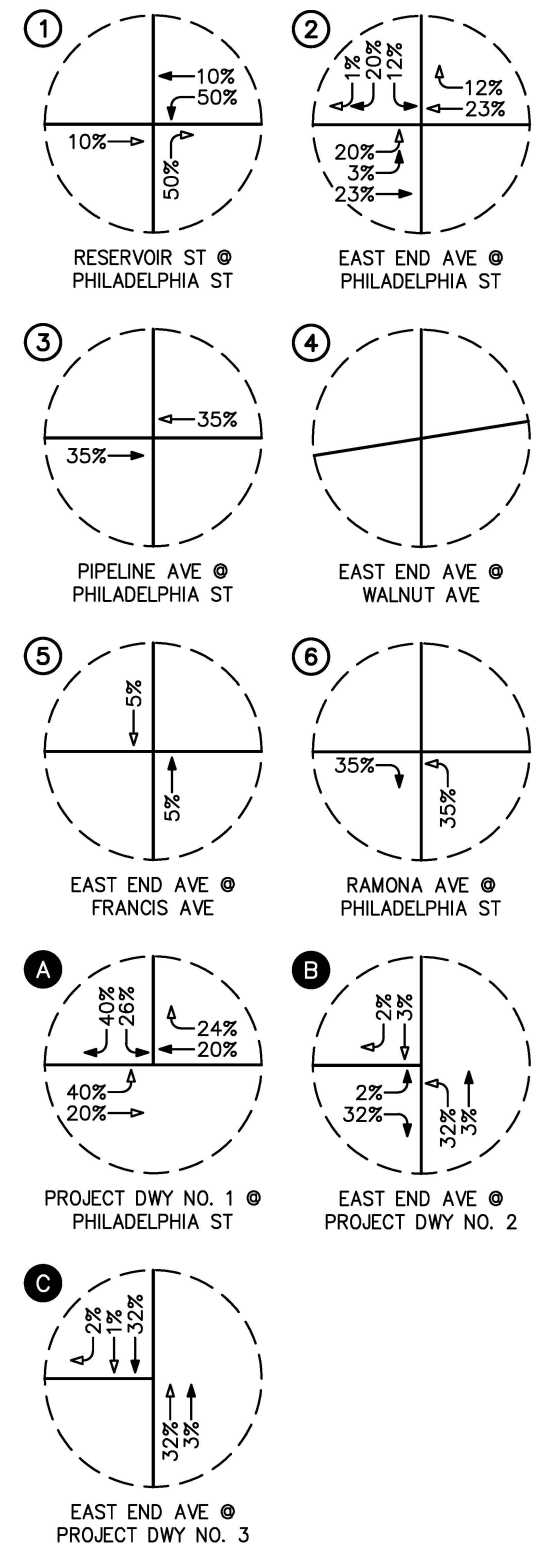 1
10%
50%
10%
50%
RESERVOIR ST @
PHILADELPHIA ST
2
1% 20% 12%
12%
23%
20%
3%
23%
EAST END AVE @
PHILADELPHIA ST
3
35%
35%
PIPELINE AVE @
PHILADELPHIA ST
4
EAST END AVE @
WALNUT AVE
5
5%
5%
EAST END AVE @
FRANCIS AVE
6
35%
35%
RAMONA AVE @
PHILADELPHIA ST
A
40% 26%
24%
20%
40%
20%
PROJECT DWY NO. 1 @
PHILADELPHIA ST
B
2% 3%
2%
32%
32% 3%
EAST END AVE @
PROJECT DWY NO. 2
C
2% 1% 32%
32% 3%
EAST END AVE @
PROJECT DWY NO. 3